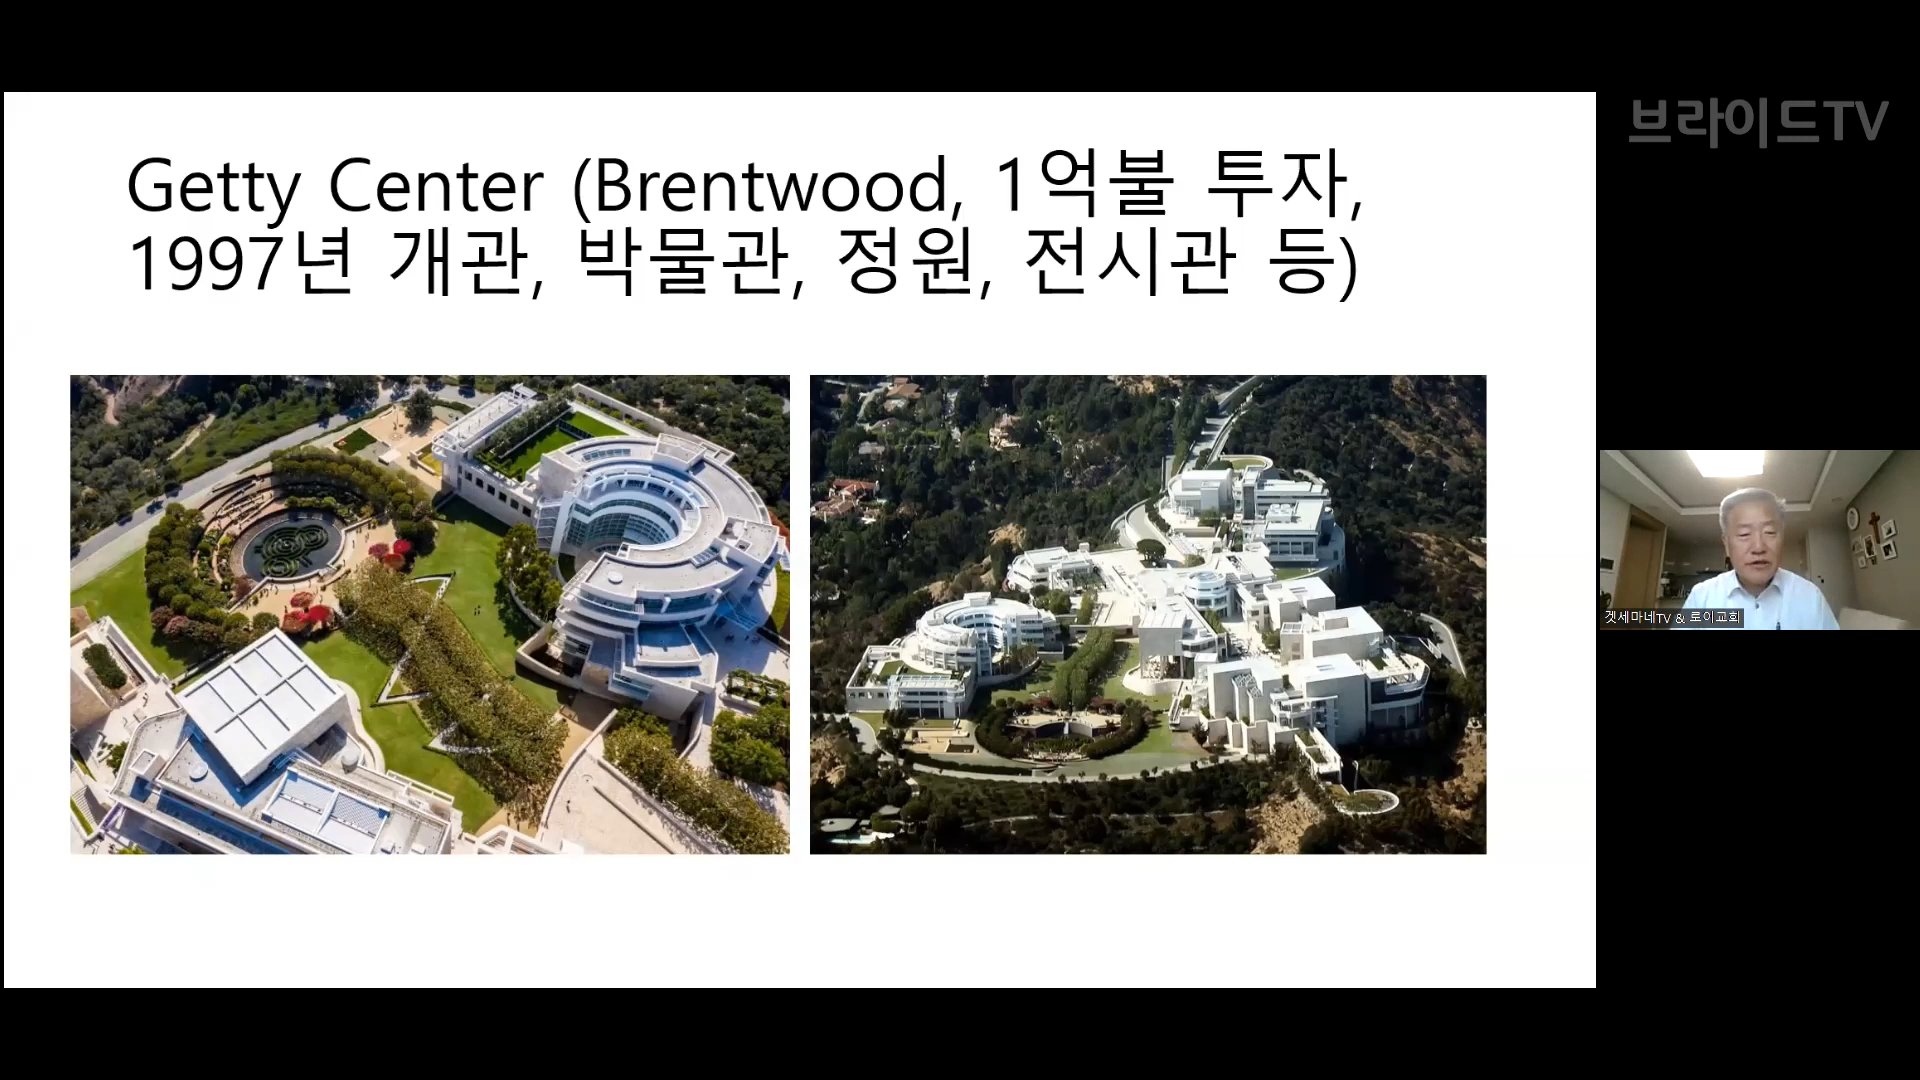 브라이드TV
Getty Center (Brentwood, 1억불 투자,
1997년 개관, 박물관, 정원, 전시관 등)
겟세마네TV & 로이교회